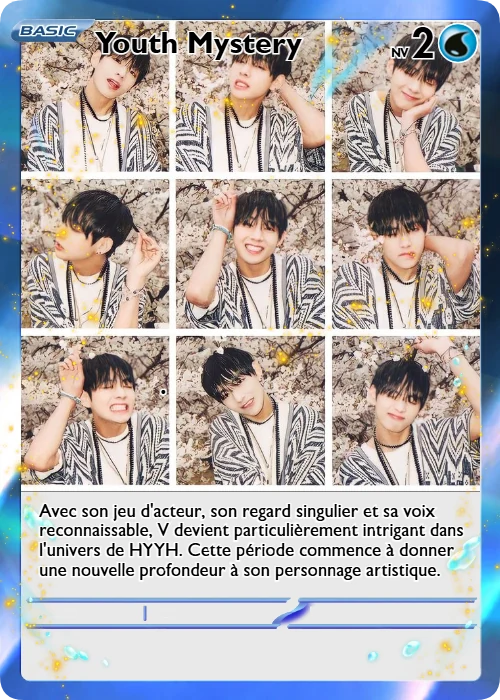 BASIC
Youth Mystery
NV 2
Avec son jeu d'acteur, son regard singulier et sa voix
reconnaissable, V devient particulièrement intrigant dans
l'univers de HYYH. Cette période commence à donner
une nouvelle profondeur à son personnage artistique.